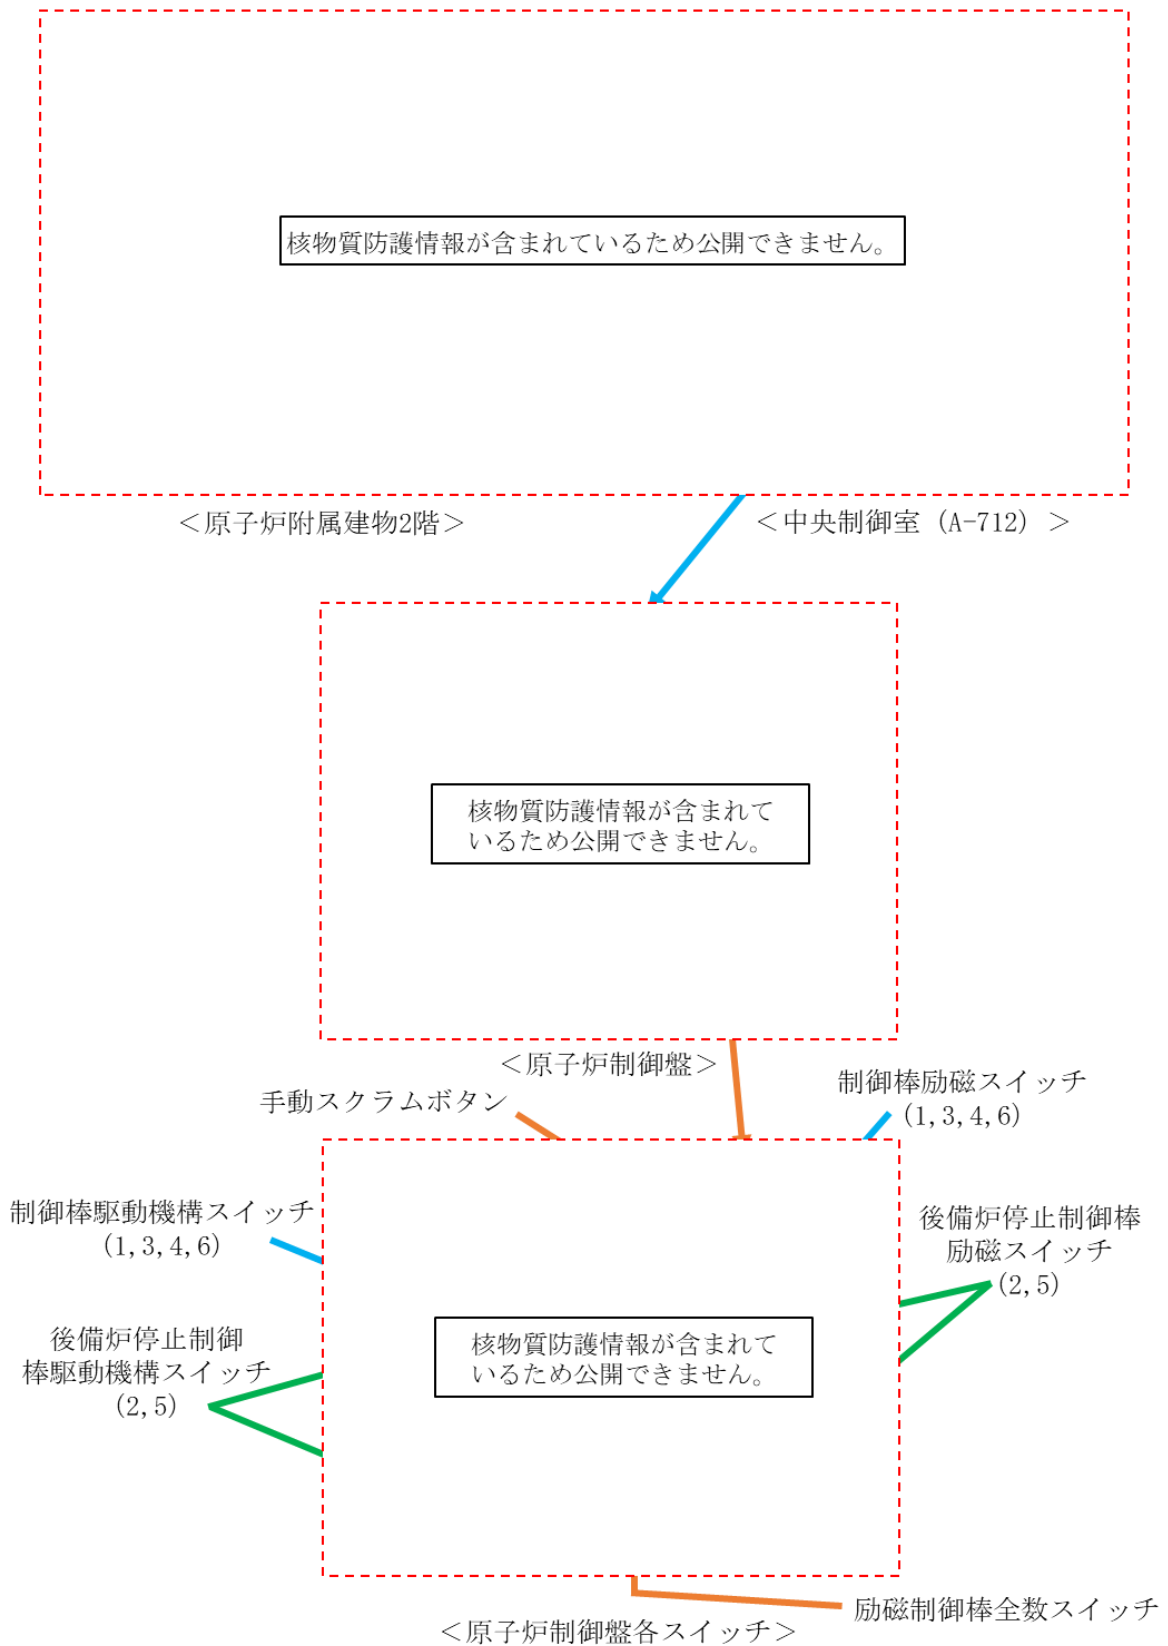 核物質防護情報が含まれているため公開できません。
＜原子炉附属建物2階＞
＜中央制御室（A-712）＞
核物質防護情報が含まれて
いるため公開できません。
＜原子炉制御盤＞
手動スクラムボタン
制御棒励磁スイッチ
(1,3,4,6)
制御棒駆動機構スイッチ
(1,3,4,6)
後備炉停止制御棒
励磁スイッチ
(2,5)
後備炉停止制御
棒駆動機構スイッチ
(2,5)
核物質防護情報が含まれて
いるため公開できません。
励磁制御棒全数スイッチ
＜原子炉制御盤各スイッチ＞